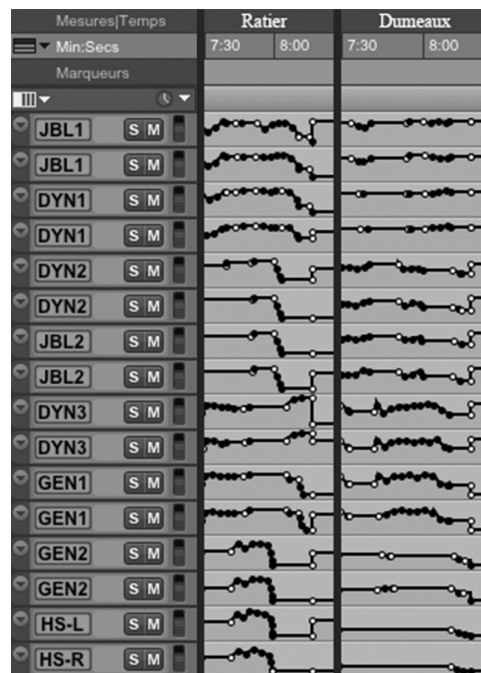 Mesures|Temps Ratier Dumeaux
Min:Secs 7:30 8:00 7:30 8:00
Marqueurs
JBL1 S M
JBL1 S M
DYN1 S M
DYN1 S M
DYN2 S M
DYN2 S M
JBL2 S M
JBL2 S M
DYN3 S M
DYN3 S M
GEN1 S M
GEN1 S M
GEN2 S M
GEN2 S M
HS-L S M
HS-R S M